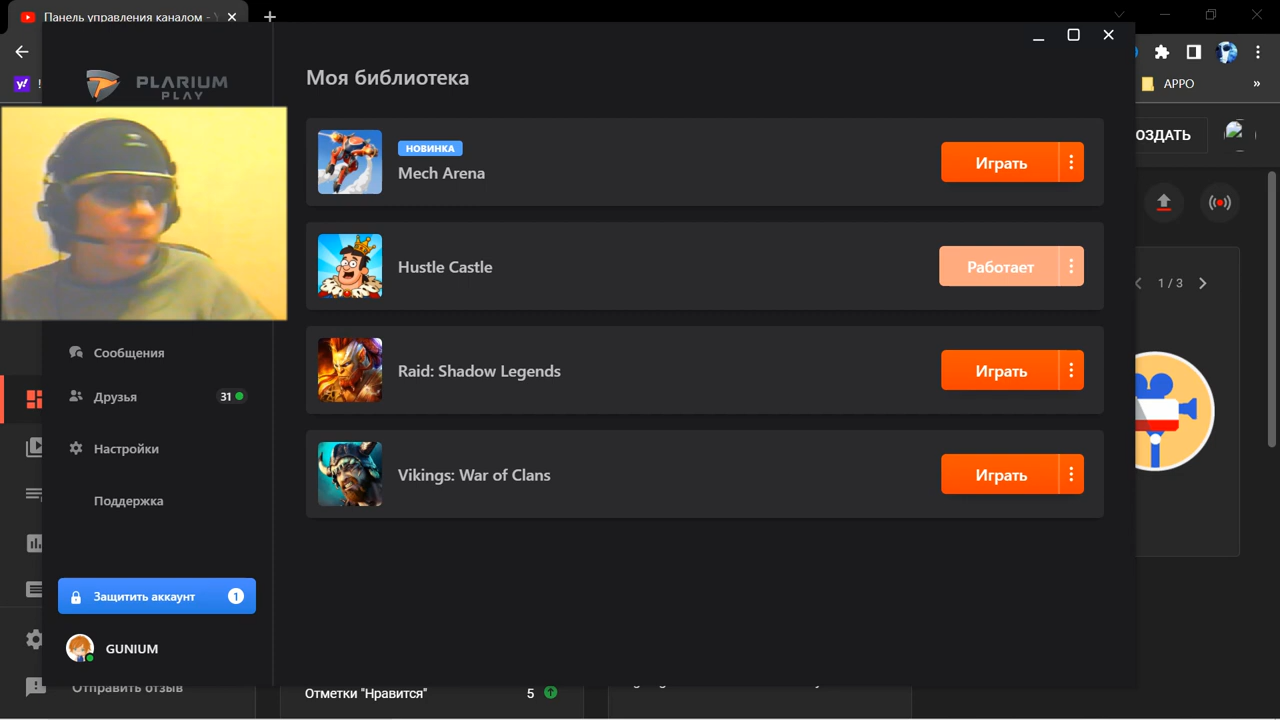 Панель управления каналом - Y
y!
APPO
»
PLARIUM
PLAY
Моя библиотека
НОВИНКА
Mech Arena
Играть
Hustle Castle
Работает
Raid: Shadow Legends
Играть
Vikings: War of Clans
Играть
Сообщения
Друзья
31
Настройки
Поддержка
Защитить аккаунт
1
GUNIUM
ОЗДАТЬ
1 / 3
Отправить отзыв
Отметки "Нравится"
5